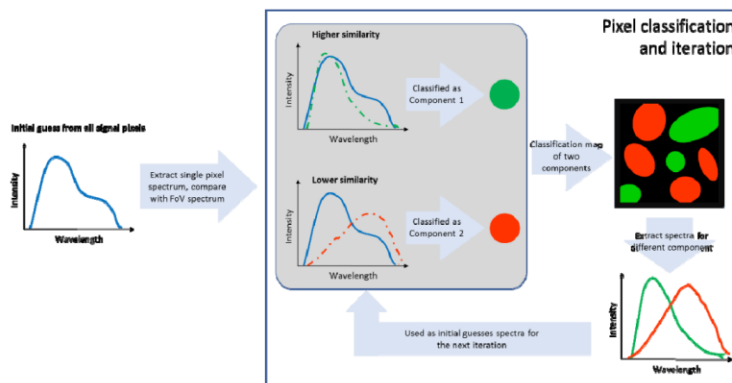 Pixel classification
and iteration
Initial guess from all signal pixels
Intensity
Wavelength
Extract single pixel
spectrum, compare
with FoV spectrum
Higher similarity
Intensity
Wavelength
Classified as
Component 1
Lower similarity
Intensity
Wavelength
Classified as
Component 2
Classification map
of two
components
Extract spectra for
different component
Intensity
Wavelength
Used as initial guesses spectra for
the next iteration